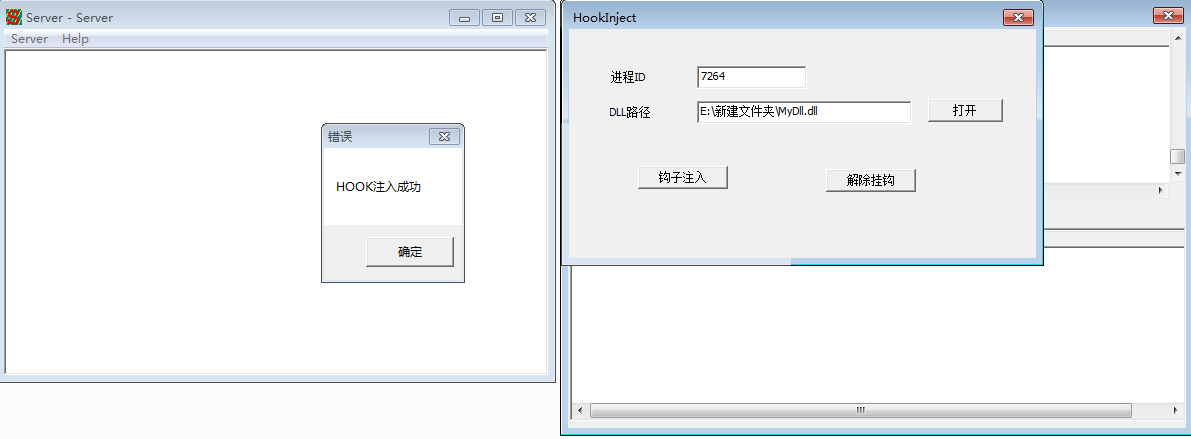 Server - Server
Server Help
错误
HOOK注入成功
确定
HookInject
进程ID
7264
DLL路径
E:\新建文件夹\MyDll.dll
打开
钩子注入
解除挂钩